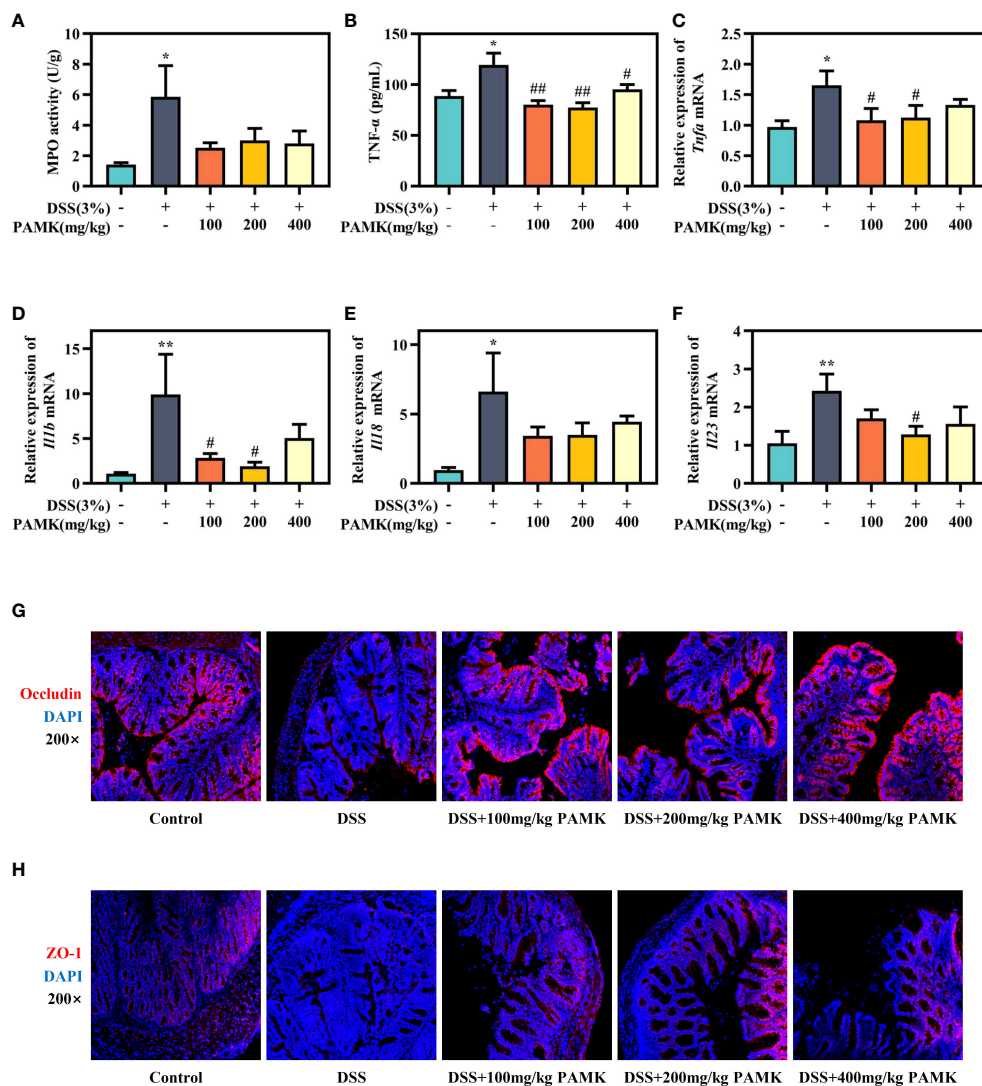 A
MPO activity (U/g)
8
6
4
2
0
*
DSS(3%) - + + + +
PAMK(mg/kg) - - 100 200 400
B
TNF-α (pg/mL)
150
100
50
0
*
##
##
#
DSS(3%) - + + + +
PAMK(mg/kg) - - 100 200 400
C
Relative expression of
Tnfa mRNA
2.5
2.0
1.5
1.0
0.5
0.0
*
#
#
DSS(3%) - + + + +
PAMK(mg/kg) - - 100 200 400
D
Relative expression of
Il1b mRNA
15
10
5
0
**
#
#
DSS(3%) - + + + +
PAMK(mg/kg) - - 100 200 400
E
Relative expression of
Il18 mRNA
10
5
0
*
DSS(3%) - + + + +
PAMK(mg/kg) - - 100 200 400
F
Relative expression of
Il23 mRNA
4
3
2
1
0
**
#
DSS(3%) - + + + +
PAMK(mg/kg) - - 100 200 400
G
Occludin
DAPI
200×
Control
DSS
DSS+100mg/kg PAMK
DSS+200mg/kg PAMK
DSS+400mg/kg PAMK
H
ZO-1
DAPI
200×
Control
DSS
DSS+100mg/kg PAMK
DSS+200mg/kg PAMK
DSS+400mg/kg PAMK